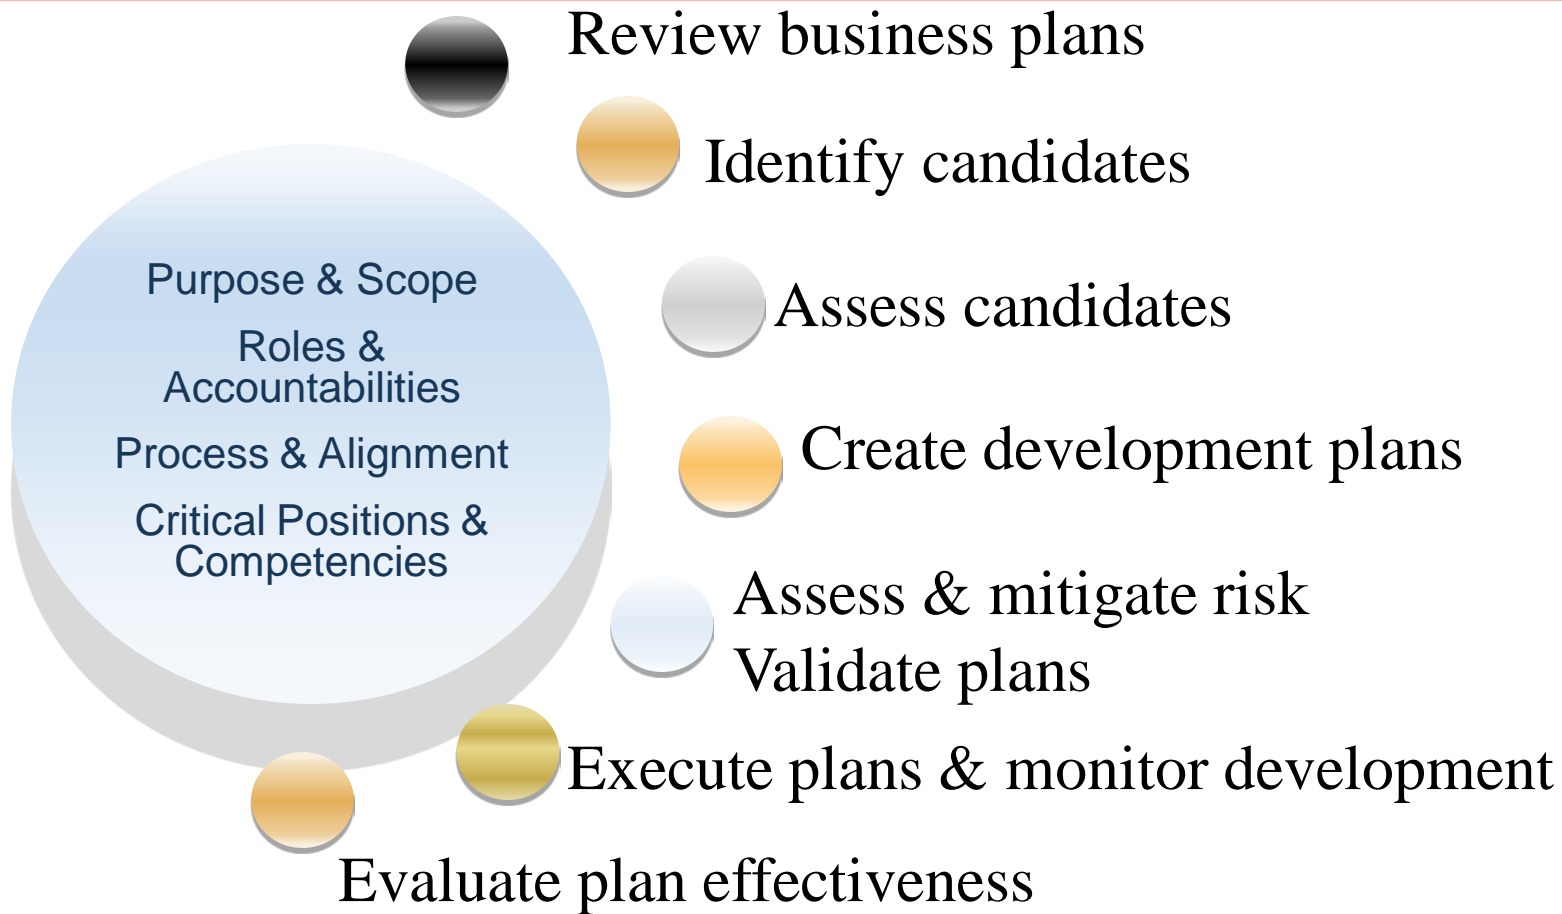 Review business plans
Identify candidates
Purpose & Scope
Roles &
Accountabilities
Process & Alignment
Critical Positions &
Competencies
Assess candidates
Create development plans
Assess & mitigate risk
Validate plans
Execute plans & monitor development
Evaluate plan effectiveness